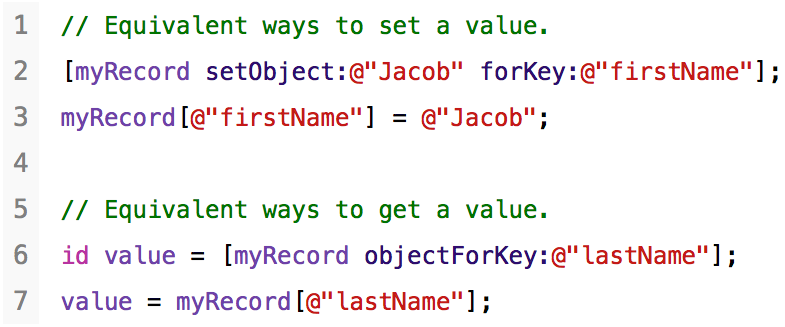 1 // Equivalent ways to set a value.
2 [myRecord setObject:@"Jacob" forKey:@"firstName"];
3 myRecord[@"firstName"] = @"Jacob";
4
5 // Equivalent ways to get a value.
6 id value = [myRecord objectForKey:@"lastName"];
7 value = myRecord[@"lastName"];